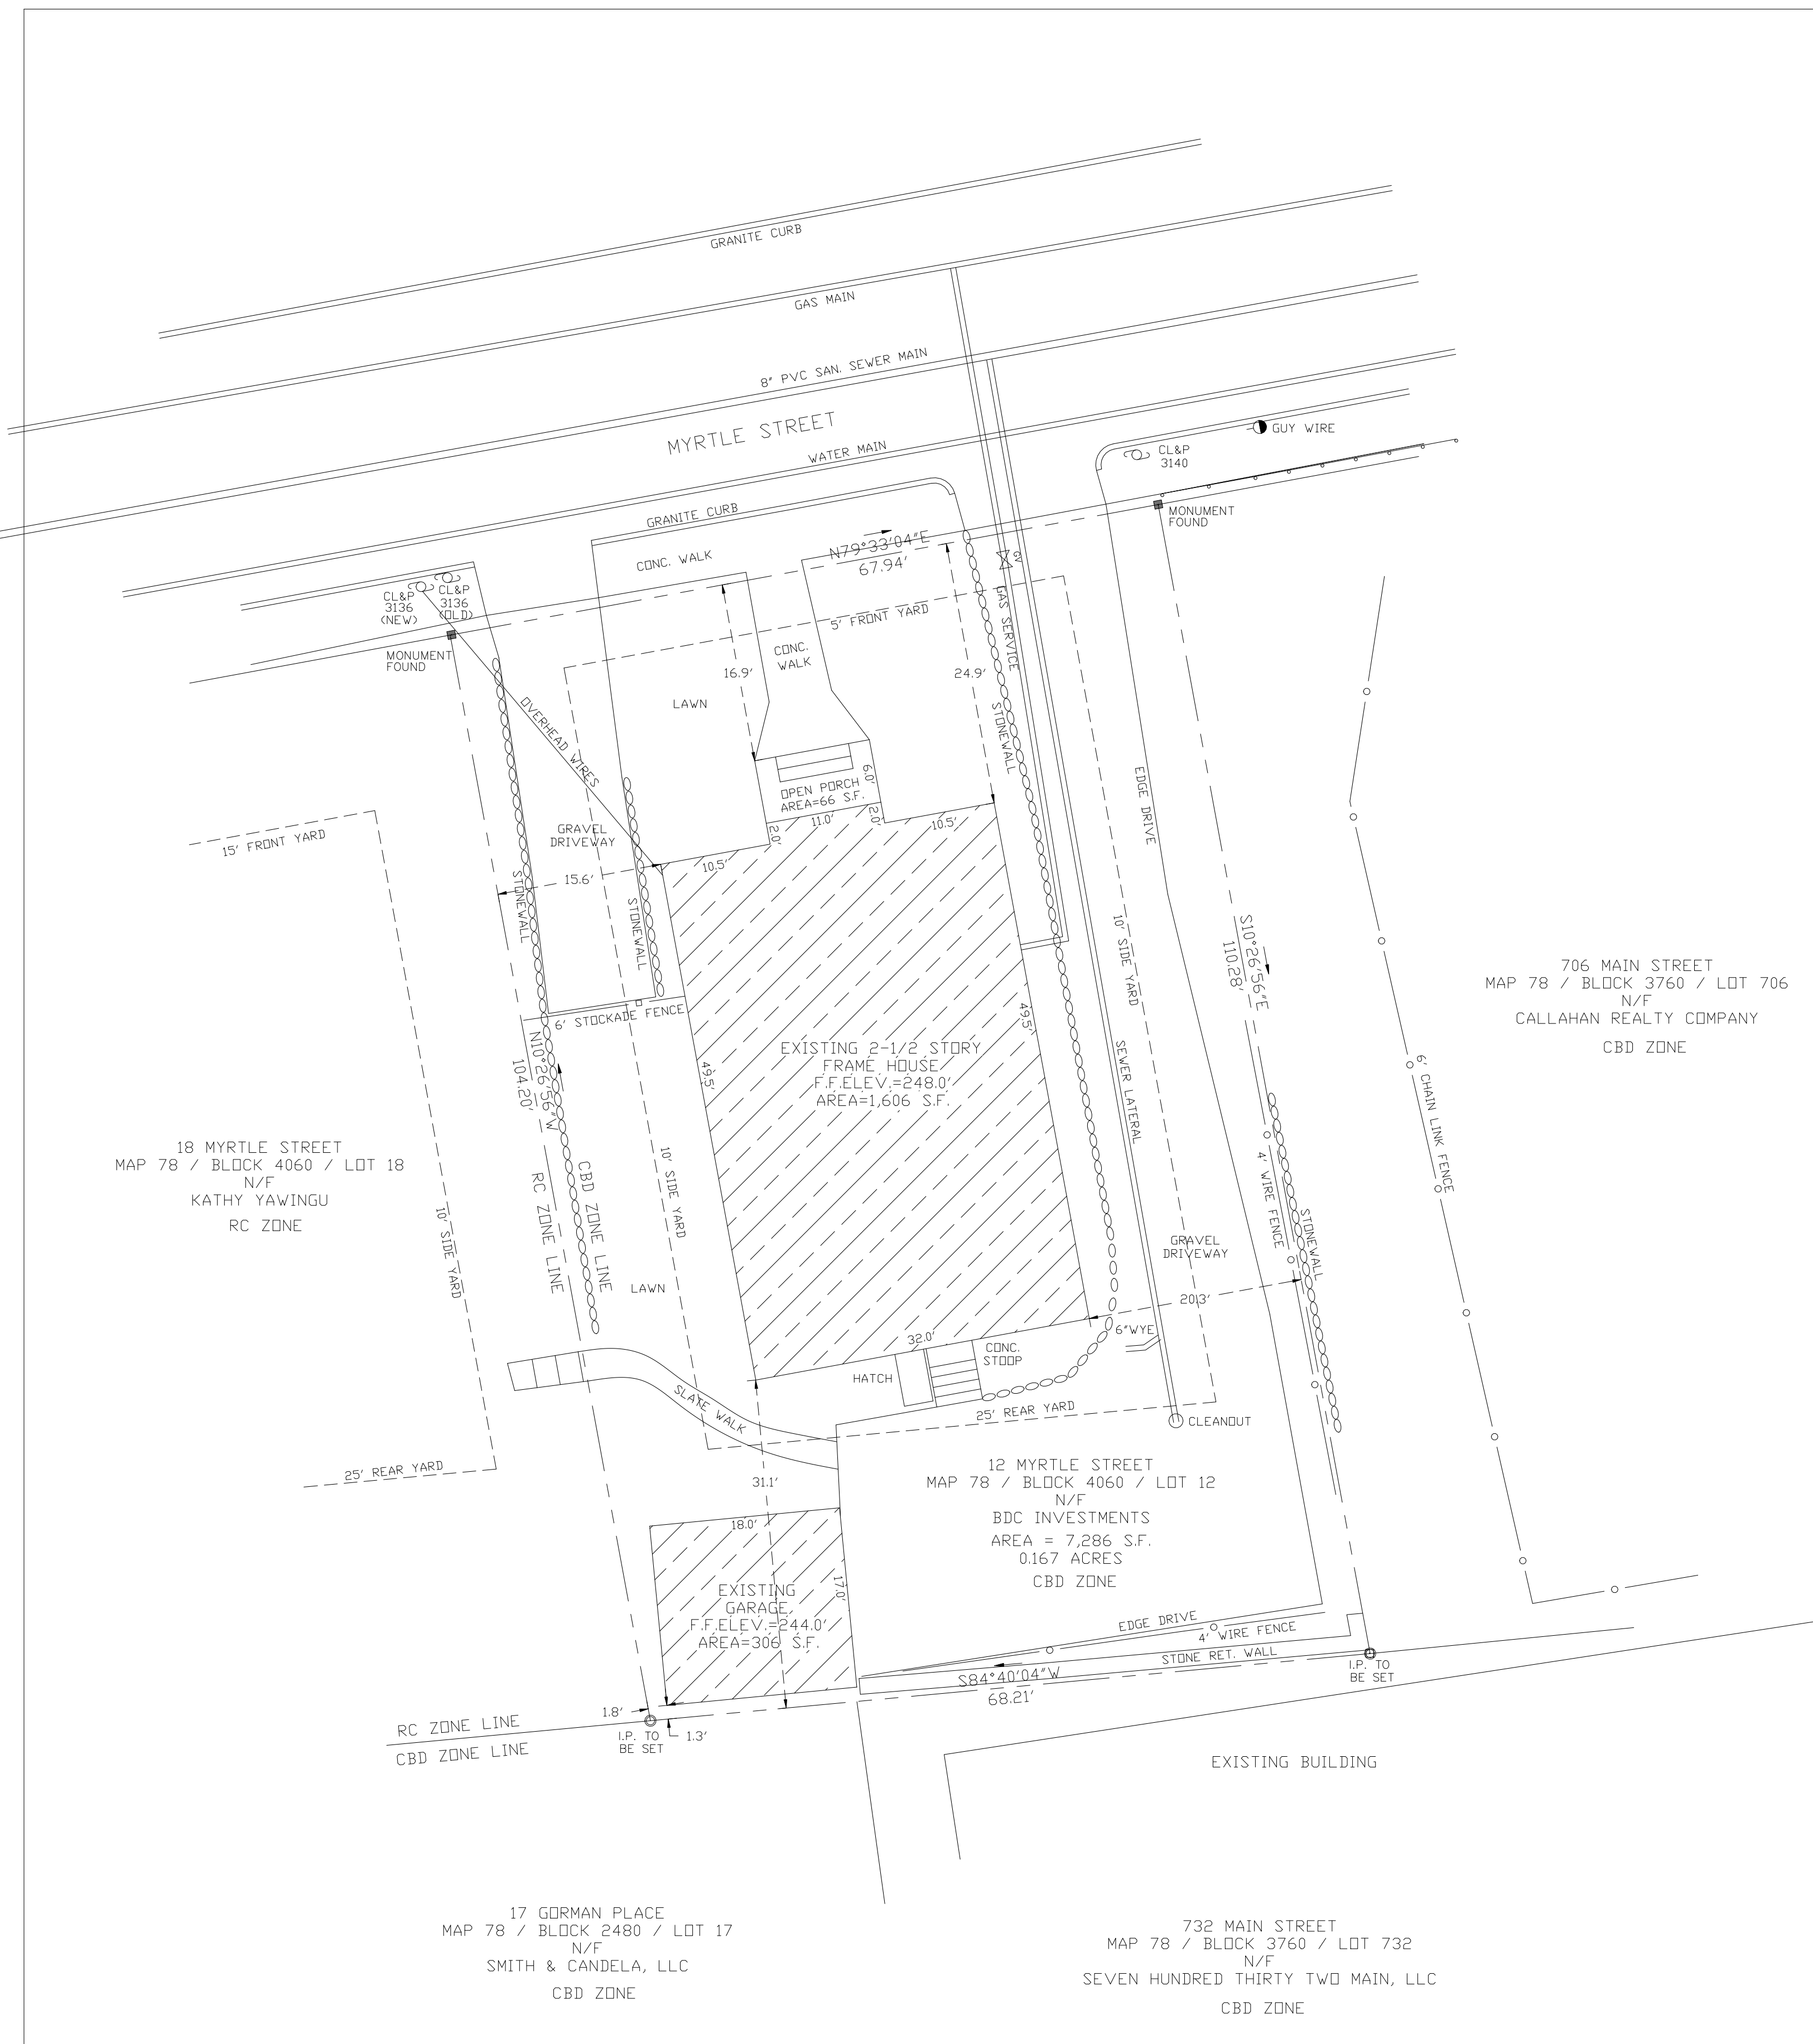 GRANITE CURB
GAS MAIN
8" PVC SAN. SEWER MAIN
MYRTLE STREET
WATER MAIN
GUY WIRE
CL&P
3140
GRANITE CURB
MONUMENT
FOUND
CONC. WALK
N79°33'04"E
67.94'
GV
CL&P
3136
(NEW)
CL&P
3136
(OLD)
MONUMENT
FOUND
5' FRONT YARD
GAS SERVICE
CONC.
WALK
16.9'
24.9'
LAWN
STONEWALL
OVERHEAD WIRES
OPEN PORCH
AREA=66 S.F.
6.0'
EDGE DRIVE
15' FRONT YARD
GRAVEL
DRIVEWAY
2.0'
11.0'
2.0'
10.5'
10.5'
15.6'
STONEWALL
STONEWALL
10' SIDE YARD
S10°26'56"E
110.28'
706 MAIN STREET
MAP 78 / BLOCK 3760 / LOT 706
N/F
CALLAHAN REALTY COMPANY
CBD ZONE
6' STOCKADE FENCE
49.5'
N10°26'56"W
104.20'
49.5'
EXISTING 2-1/2 STORY
FRAME HOUSE
F.F.ELEV.=248.0'
AREA=1,606 S.F.
SEWER LATERAL
6' CHAIN LINK FENCE
18 MYRTLE STREET
MAP 78 / BLOCK 4060 / LOT 18
N/F
KATHY YAWINGU
RC ZONE
10' SIDE YARD
RC ZONE LINE
CBD ZONE LINE
10' SIDE YARD
4' WIRE FENCE
STONEWALL
GRAVEL
DRIVEWAY
LAWN
20.3'
32.0'
6"WYE
CONC.
STOOP
HATCH
SLATE WALK
25' REAR YARD
CLEANOUT
25' REAR YARD
31.1'
12 MYRTLE STREET
MAP 78 / BLOCK 4060 / LOT 12
N/F
BDC INVESTMENTS
AREA = 7,286 S.F.
0.167 ACRES
CBD ZONE
18.0'
17.0'
EXISTING
GARAGE
F.F.ELEV.=244.0'
AREA=306 S.F.
EDGE DRIVE
4' WIRE FENCE
STONE RET. WALL
S84°40'04"W
68.21'
I.P. TO
BE SET
1.8'
RC ZONE LINE
CBD ZONE LINE
I.P. TO
BE SET
1.3'
EXISTING BUILDING
17 GORMAN PLACE
MAP 78 / BLOCK 2480 / LOT 17
N/F
SMITH & CANDELA, LLC
CBD ZONE
732 MAIN STREET
MAP 78 / BLOCK 3760 / LOT 732
N/F
SEVEN HUNDRED THIRTY TWO MAIN, LLC
CBD ZONE